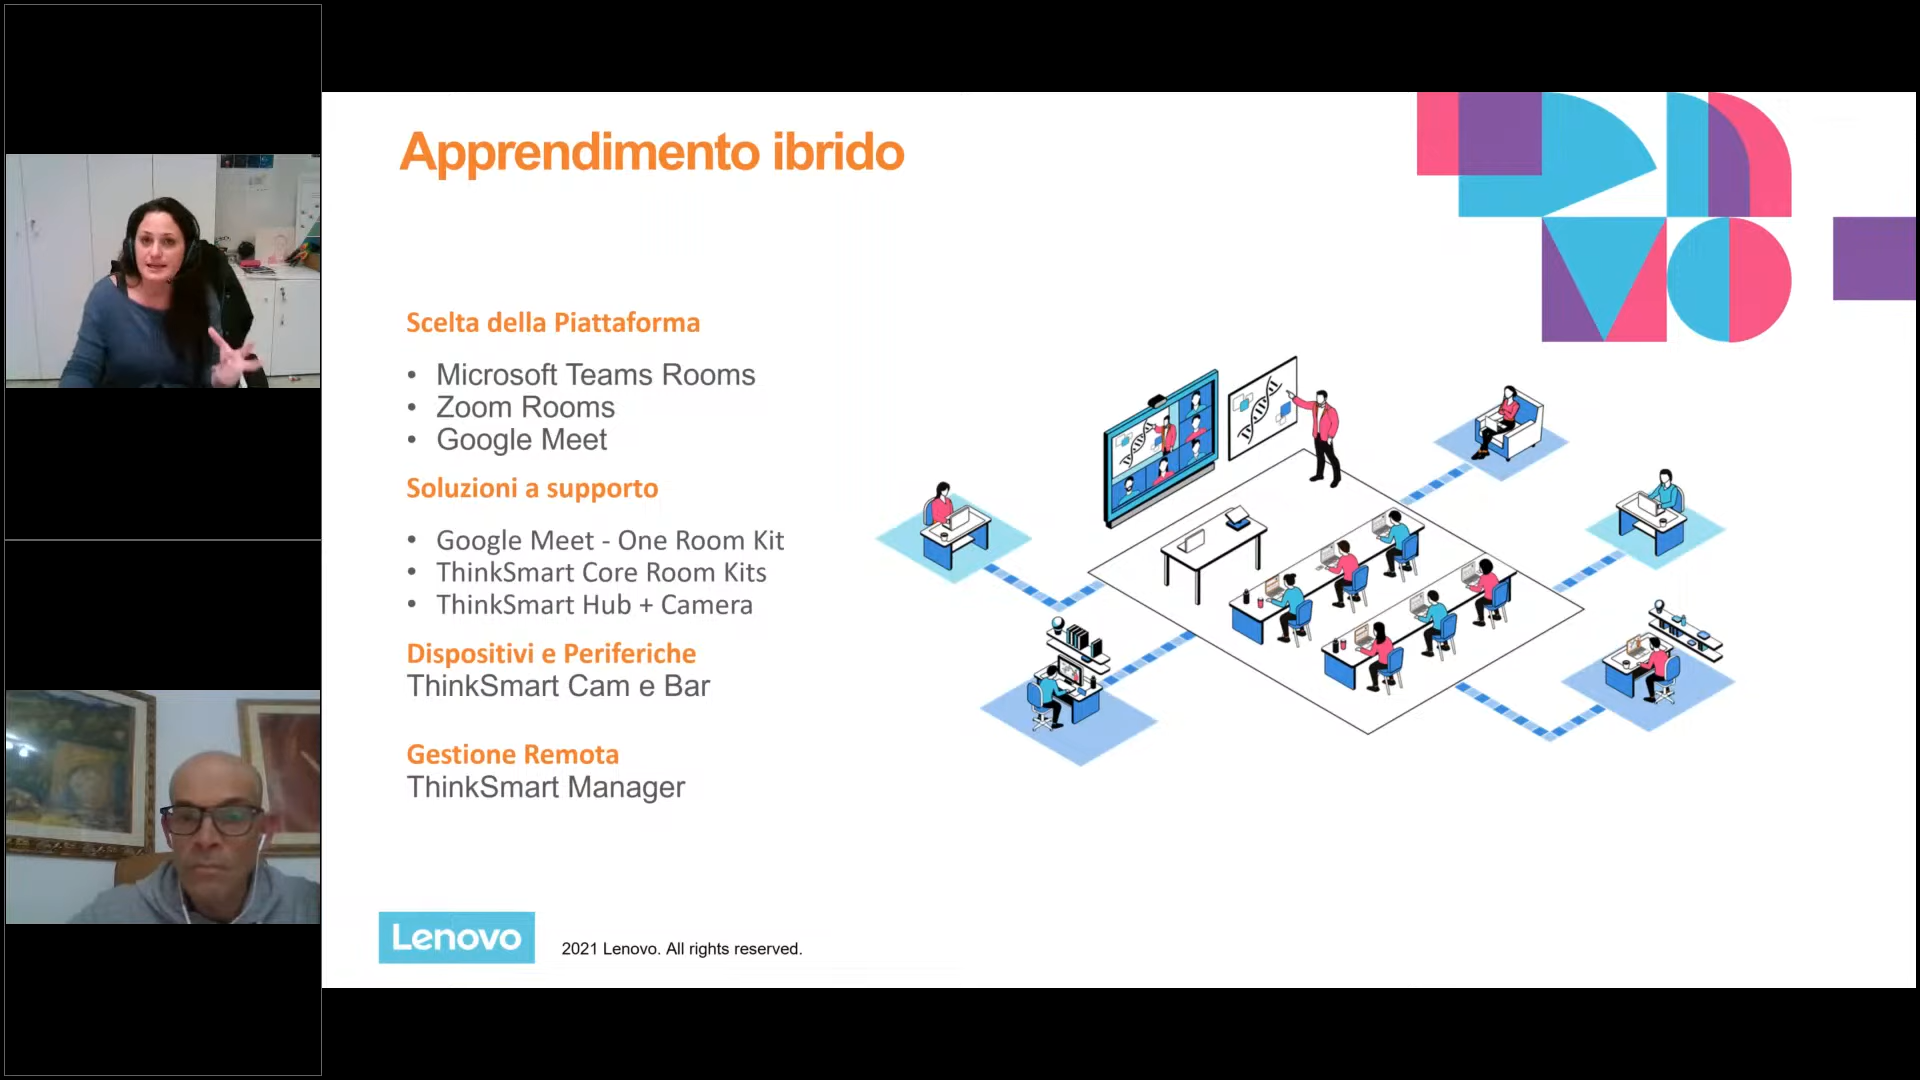 Apprendimento ibrido
Scelta della Piattaforma
• Microsoft Teams Rooms
• Zoom Rooms
• Google Meet
Soluzioni a supporto
• Google Meet - One Room Kit
• ThinkSmart Core Room Kits
• ThinkSmart Hub + Camera
Dispositivi e Periferiche
ThinkSmart Cam e Bar
Gestione Remota
ThinkSmart Manager
Lenovo
2021 Lenovo. All rights reserved.